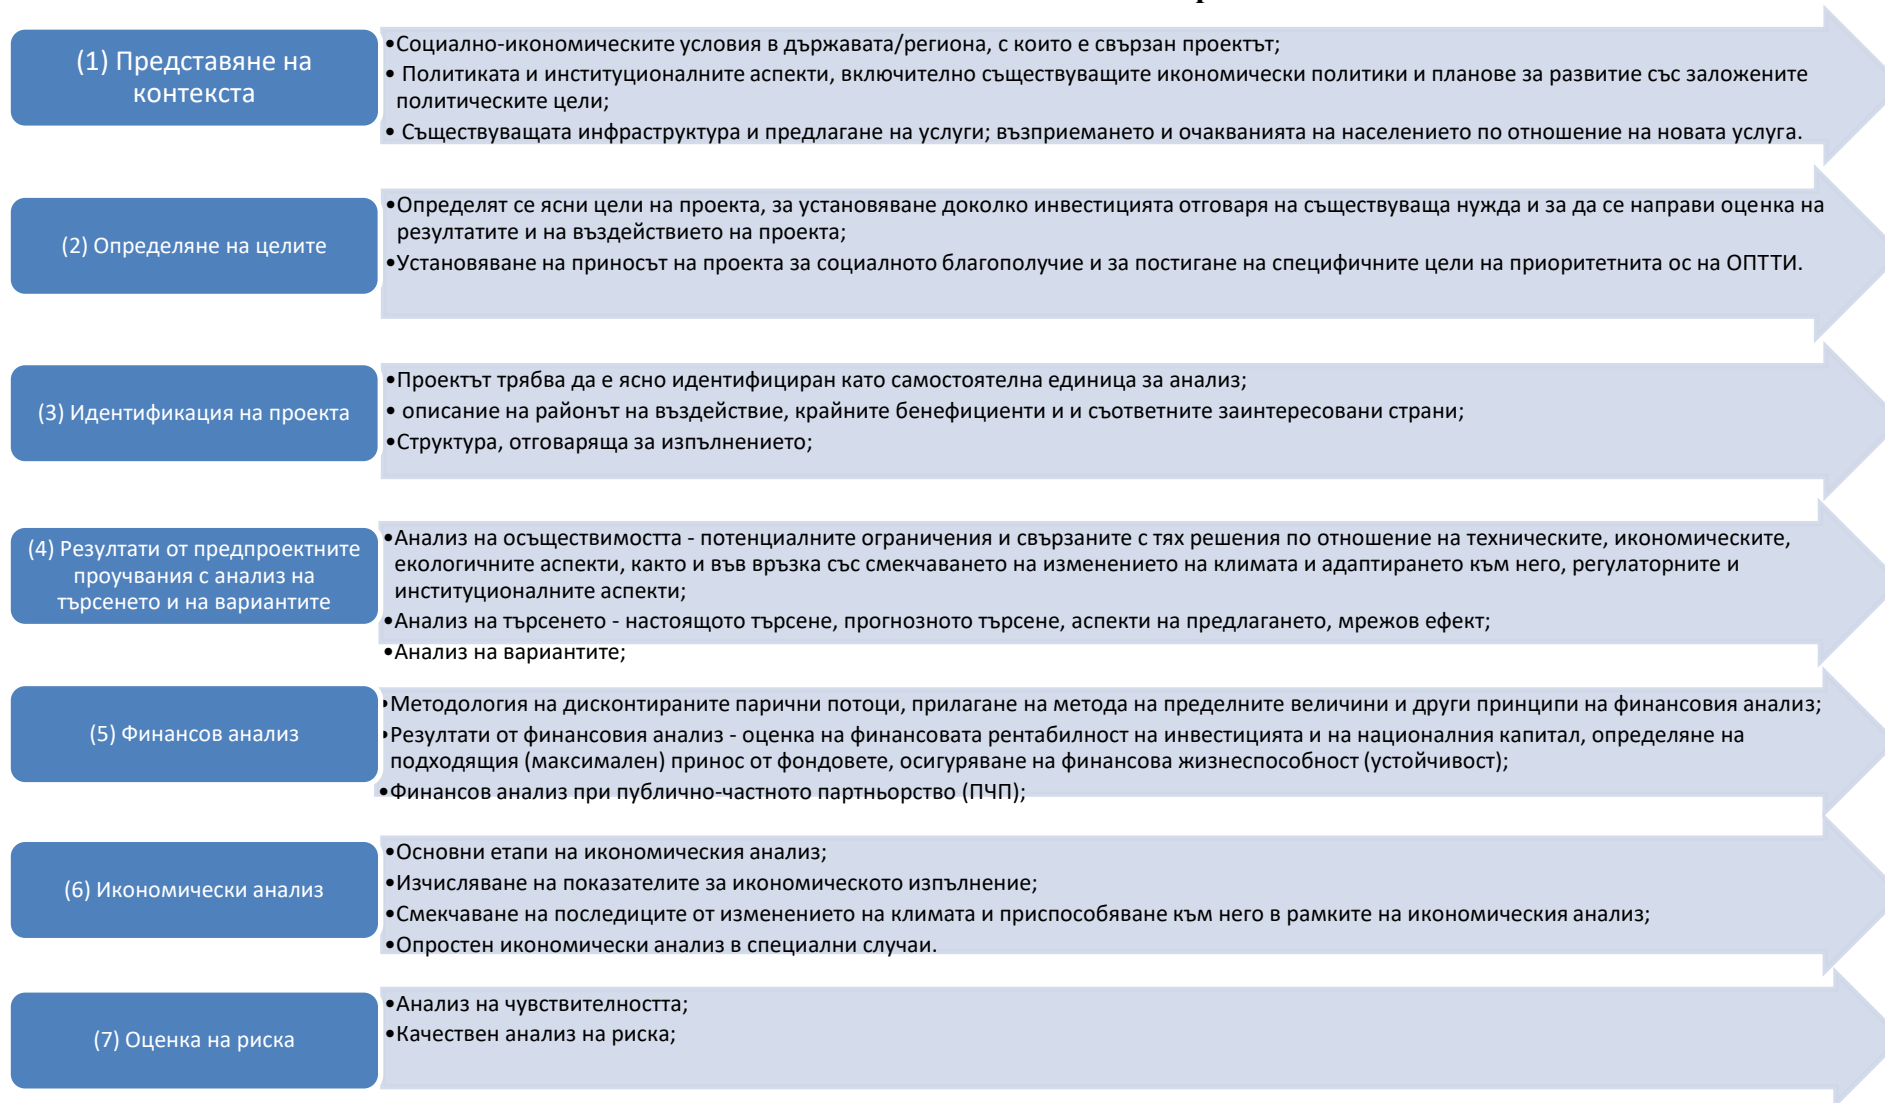 (1) Представяне на
контекста
•Социално-икономическите условия в държавата/региона, с които е свързан проектът;
• Политиката и институционалните аспекти, включително съществуващите икономически политики и планове за развитие със заложените
политическите цели;
• Съществуващата инфраструктура и предлагане на услуги; възприемането и очакванията на населението по отношение на новата услуга.
(2) Определяне на целите
•Определят се ясни цели на проекта, за установяване доколко инвестицията отговаря на съществуваща нужда и за да се направи оценка на
резултатите и на въздействието на проекта;
•Установяване на приносът на проекта за социалното благополучие и за постигане на специфичните цели на приоритетнита ос на ОПТТИ.
(3) Идентификация на проекта
•Проектът трябва да е ясно идентифициран като самостоятелна единица за анализ;
• описание на районът на въздействие, крайните бенефициенти и и съответните заинтересовани страни;
•Структура, отговаряща за изпълнението;
(4) Резултати от предпроектните
проучвания с анализ на
търсенето и на вариантите
•Анализ на осъществимостта - потенциалните ограничения и свързаните с тях решения по отношение на техническите, икономическите,
екологичните аспекти, както и във връзка със смекчаването на изменението на климата и адаптирането към него, регулаторните и
институционалните аспекти;
•Анализ на търсенето - настоящото търсене, прогнозното търсене, аспекти на предлагането, мрежов ефект;
•Анализ на вариантите;
(5) Финансов анализ
•Методология на дисконтираните парични потоци, прилагане на метода на пределните величини и други принципи на финансовия анализ;
•Резултати от финансовия анализ - оценка на финансовата рентабилност на инвестицията и на националния капитал, определяне на
подходящия (максимален) принос от фондовете, осигуряване на финансова жизнеспособност (устойчивост);
•Финансов анализ при публично-частното партньорство (ПЧП);
(6) Икономически анализ
•Основни етапи на икономическия анализ;
•Изчисляване на показателите за икономическото изпълнение;
•Смекчаване на последиците от изменението на климата и приспособяване към него в рамките на икономическия анализ;
•Опростен икономически анализ в специални случаи.
(7) Оценка на риска
•Анализ на чувствителността;
•Качествен анализ на риска;